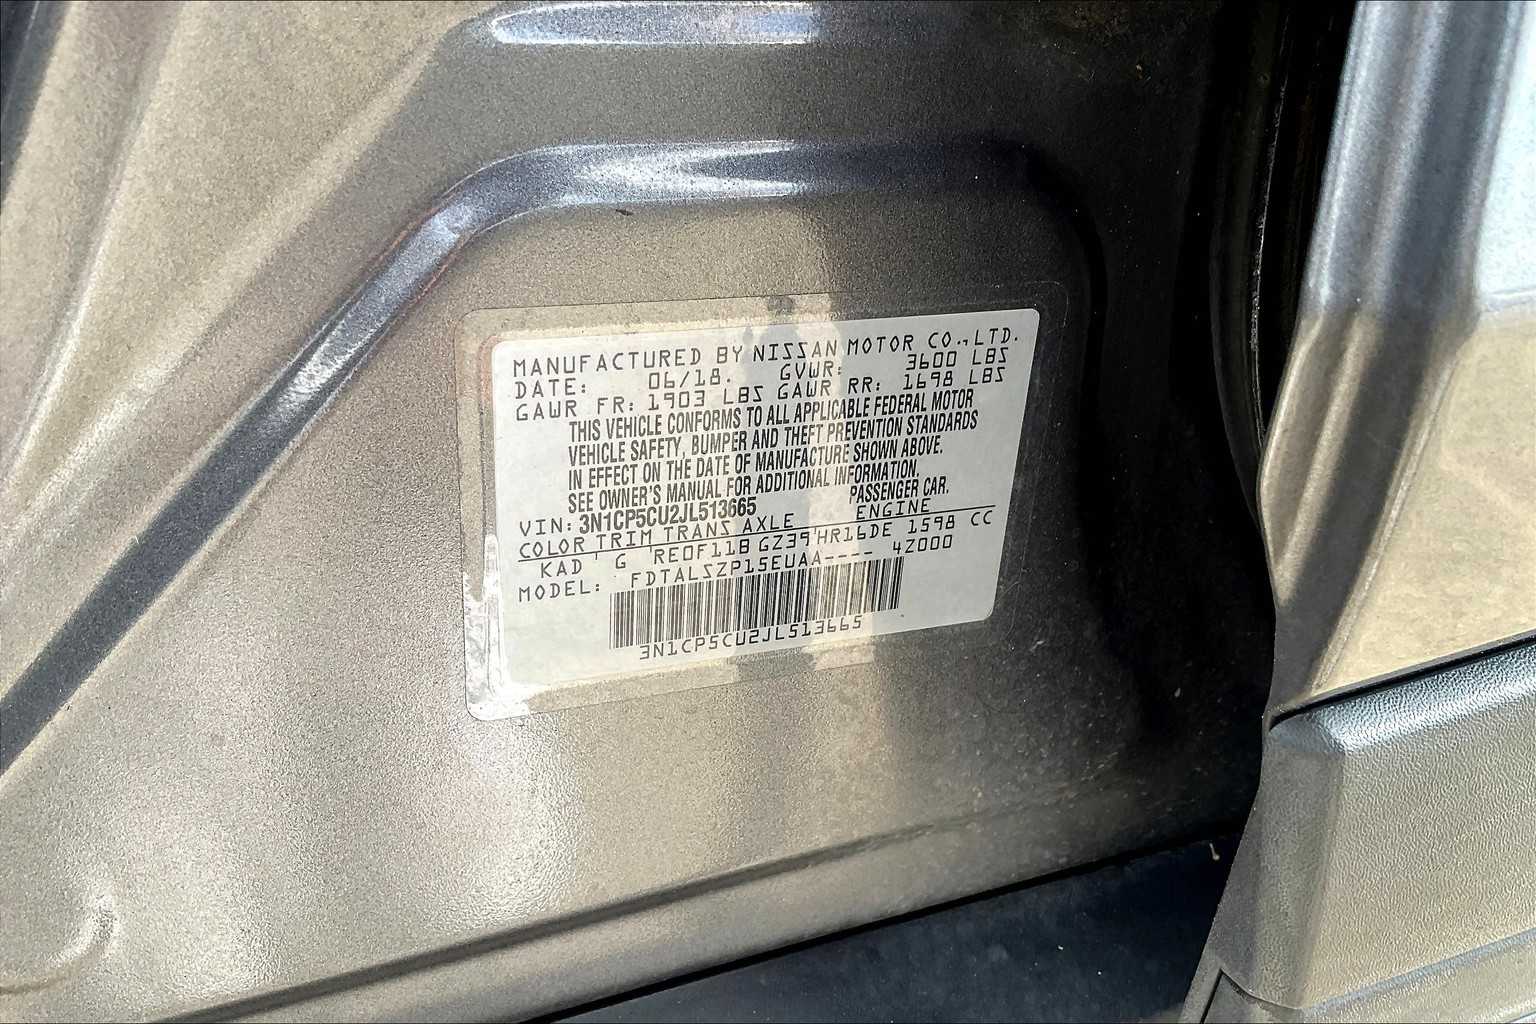 MANUFACTURED BY NISSAN MOTOR CO., LTD.
DATE: 06/18. GVWR: 3600 LBS
GAWR FR: 1903 LBS GAWR RR: 1698 LBS
THIS VEHICLE CONFORMS TO ALL APPLICABLE FEDERAL MOTOR
VEHICLE SAFETY, BUMPER AND THEFT PREVENTION STANDARDS
IN EFFECT ON THE DATE OF MANUFACTURE SHOWN ABOVE.
SEE OWNER'S MANUAL FOR ADDITIONAL INFORMATION.
VIN: 3N1CP5CU2JL513665 PASSENGER CAR.
COLOR TRIM TRANS AXLE ENGINE
KAD ' G 'RE0F11B GZ39'HR16DE 1598 CC
MODEL: FDTALSZP15EUAA---- 4Z000
3N1CP5CU2JL513665